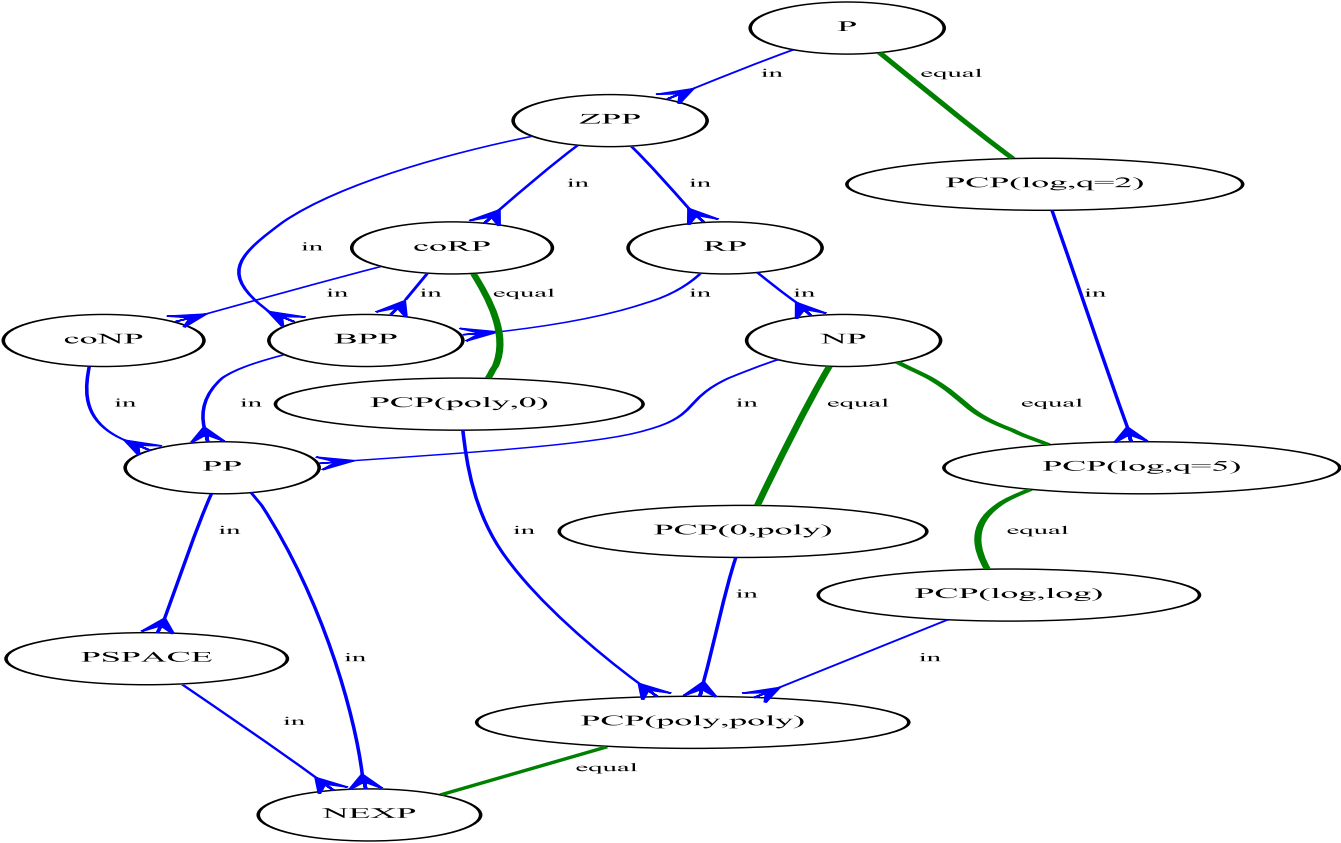 P
in
equal
ZPP
in
in
PCP(log,q=2)
in
coRP
RP
in
in
equal
in
in
in
coNP
BPP
NP
in
in
PCP(poly,0)
in
equal
equal
PP
PCP(log,q=5)
in
in
PCP(0,poly)
equal
in
PCP(log,log)
PSPACE
in
in
in
PCP(poly,poly)
equal
NEXP